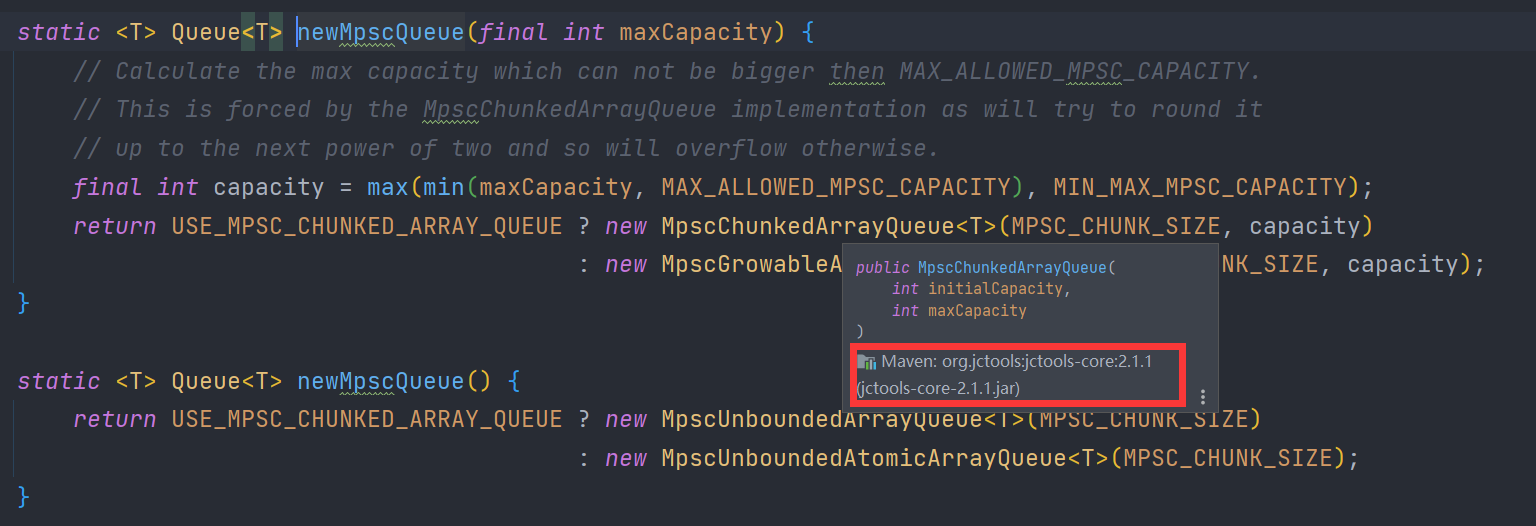 static <T> Queue<T> newMpscQueue(final int maxCapacity) {
// Calculate the max capacity which can not be bigger then MAX_ALLOWED_MPSC_CAPACITY.
// This is forced by the MpscChunkedArrayQueue implementation as will try to round it
// up to the next power of two and so will overflow otherwise.
final int capacity = max(min(maxCapacity, MAX_ALLOWED_MPSC_CAPACITY), MIN_MAX_MPSC_CAPACITY);
return USE_MPSC_CHUNKED_ARRAY_QUEUE ? new MpscChunkedArrayQueue<T>(MPSC_CHUNK_SIZE, capacity)
: new MpscGrowableA NK_SIZE, capacity);
public MpscChunkedArrayQueue(
int initialCapacity,
int maxCapacity
)
Maven: org.jctools:jctools-core:2.1.1
(jctools-core-2.1.1.jar)
}
static <T> Queue<T> newMpscQueue() {
return USE_MPSC_CHUNKED_ARRAY_QUEUE ? new MpscUnboundedArrayQueue<T>(MPSC_CHUNK_SIZE)
: new MpscUnboundedAtomicArrayQueue<T>(MPSC_CHUNK_SIZE);
}